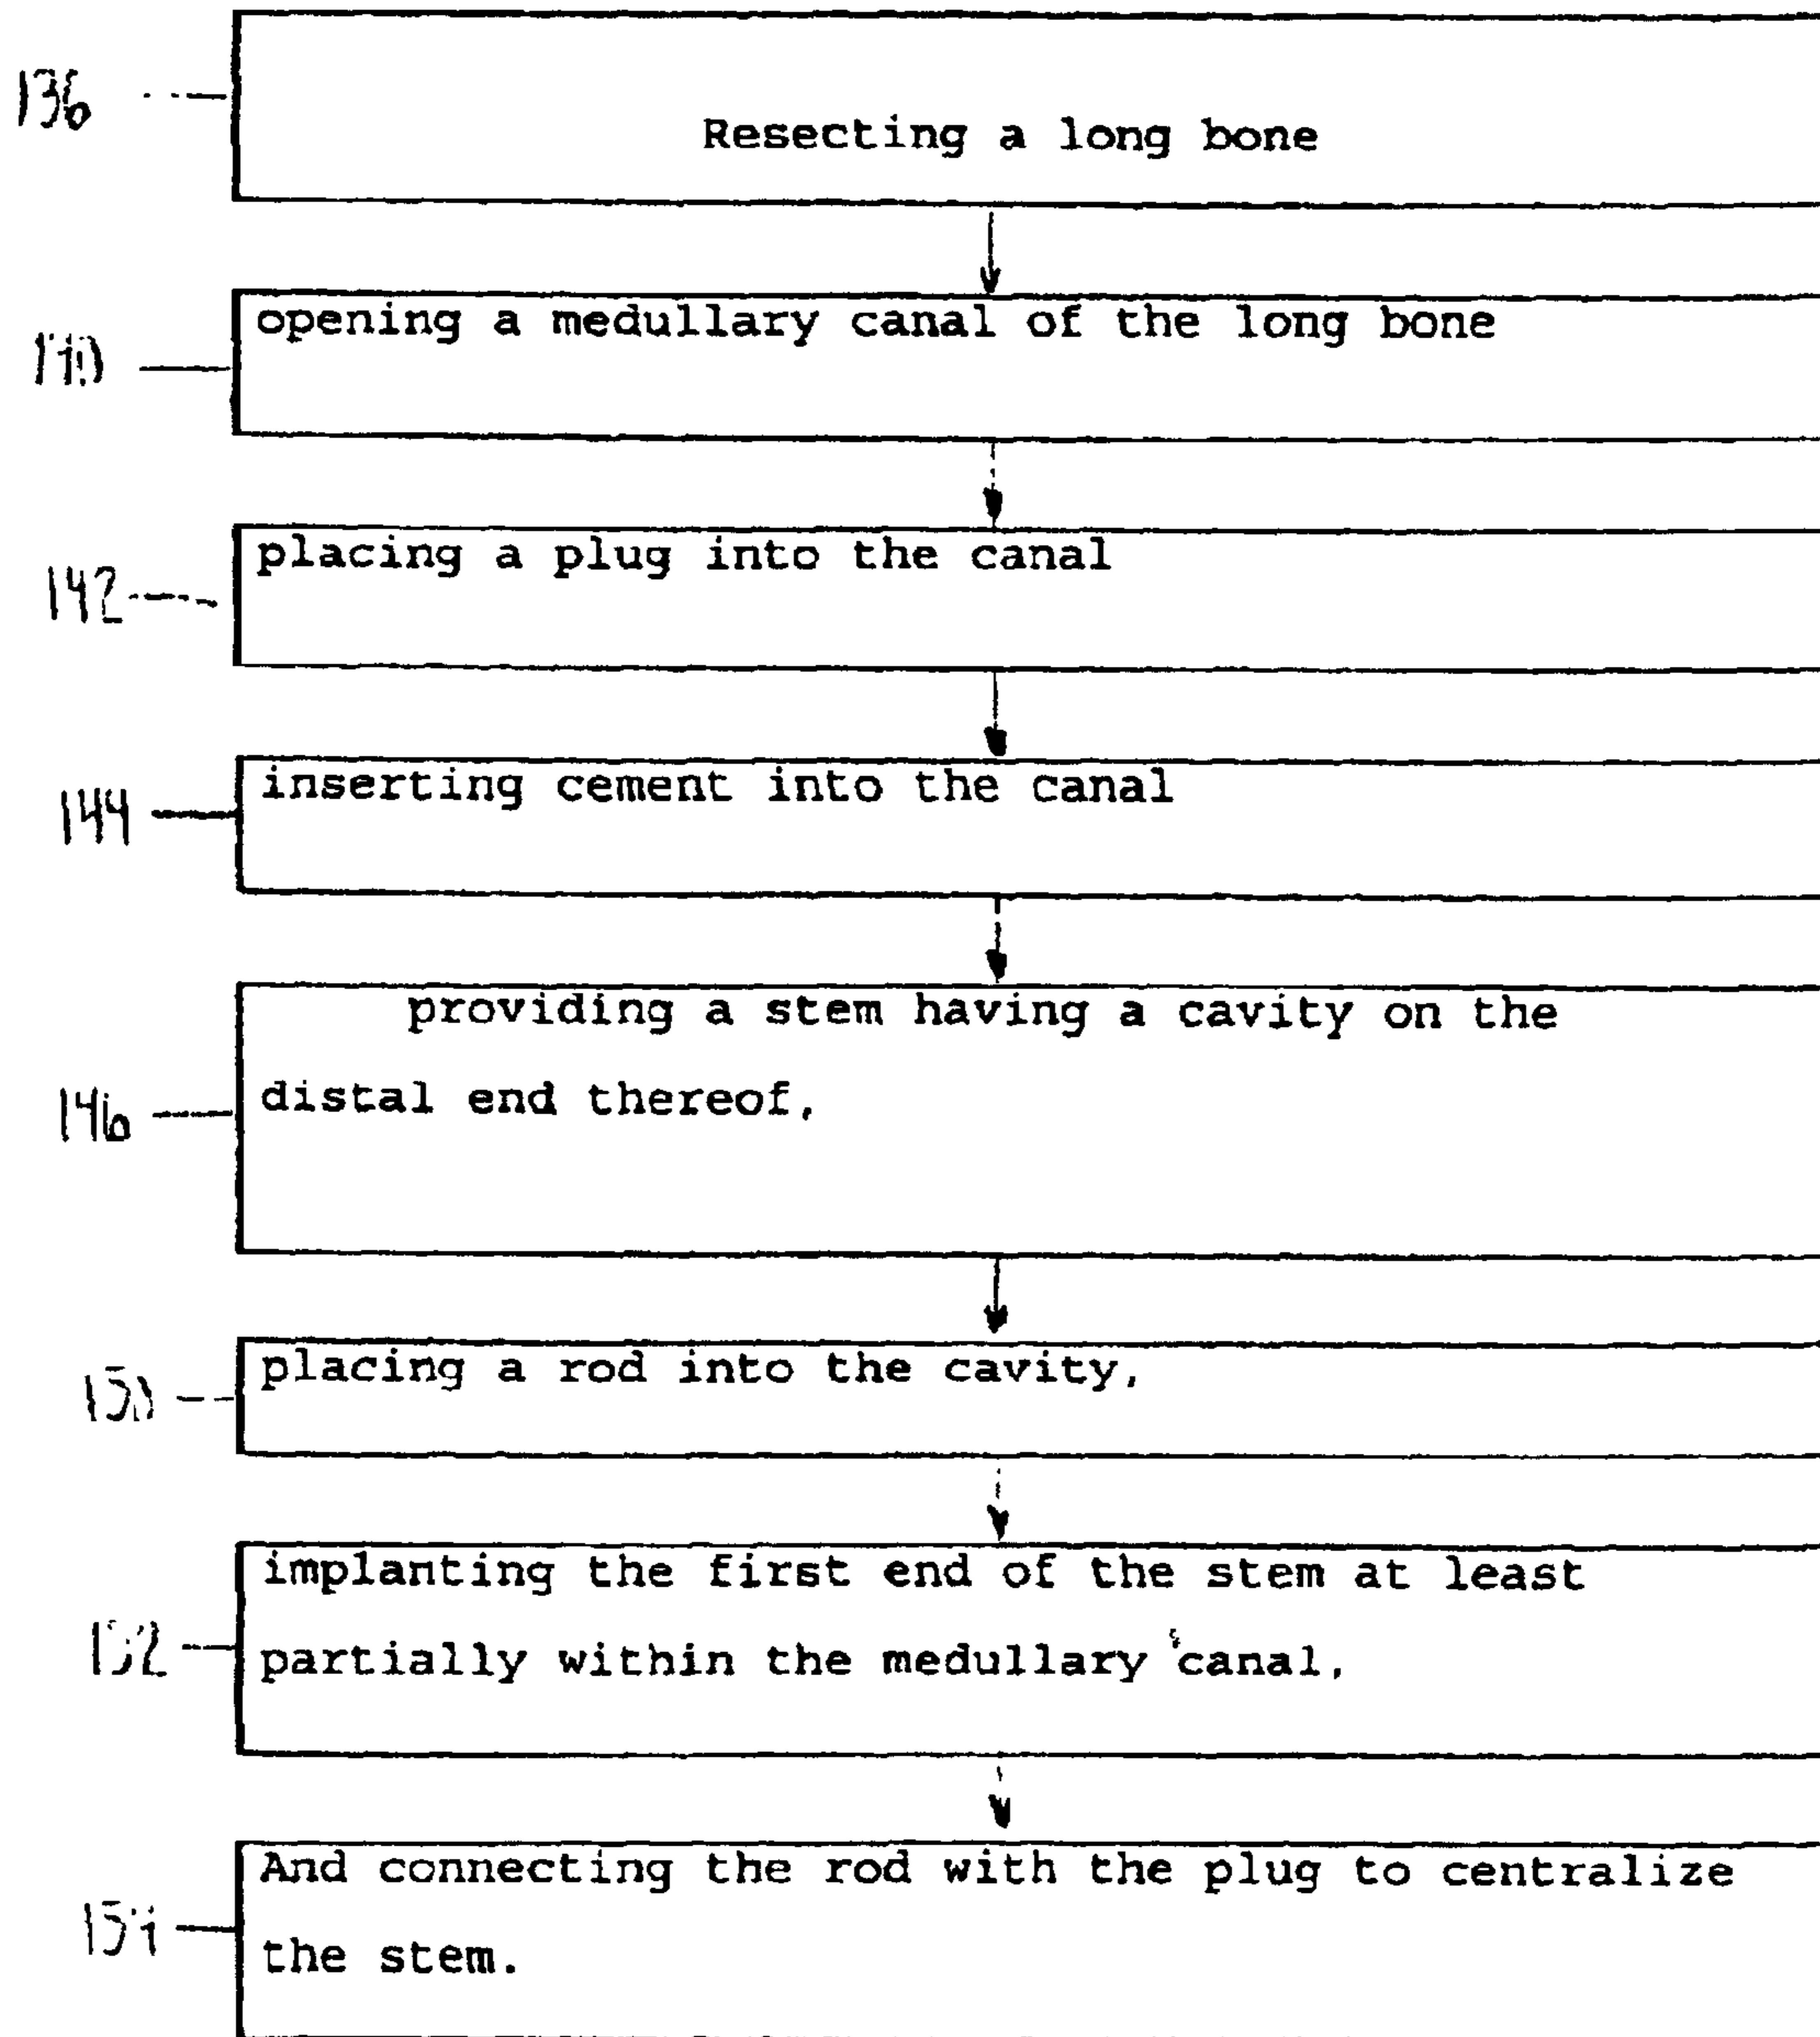 136
Resecting a long bone
opening a medullary canal of the long bone
142
placing a plug into the canal
144
inserting cement into the canal
146
providing a stem having a cavity on the
distal end thereof,
placing a rod into the cavity,
implanting the first end of the stem at least
partially within the medullary canal,
And connecting the rod with the plug to centralize
the stem.